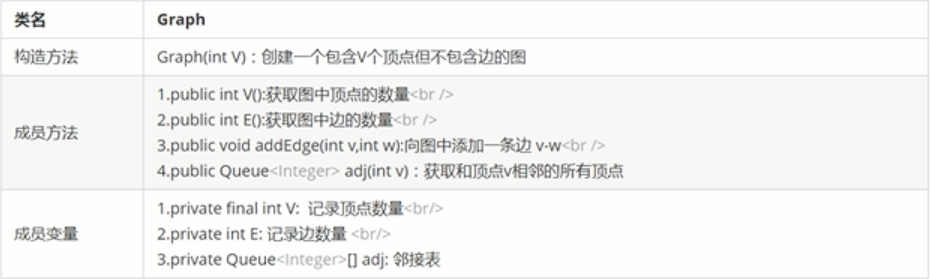 类名 Graph
构造方法 Graph(int V)：创建一个包含V个顶点但不包含边的图
成员方法
1.public int V():获取图中顶点的数量<br />
2.public int E():获取图中边的数量<br />
3.public void addEdge(int v,int w):向图中添加一条边 v-w<br />
4.public Queue<Integer> adj(int v)：获取和顶点v相邻的所有顶点
成员变量
1.private final int V: 记录顶点数量<br/>
2.private int E: 记录边数量 <br/>
3.private Queue<Integer>[] adj: 邻接表